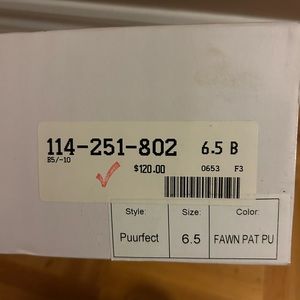 114-251-802 6.5 B
B5/-10 $120.00 0653 F3
Style: Size: Color:
Puurfect 6.5 FAWN PAT PU